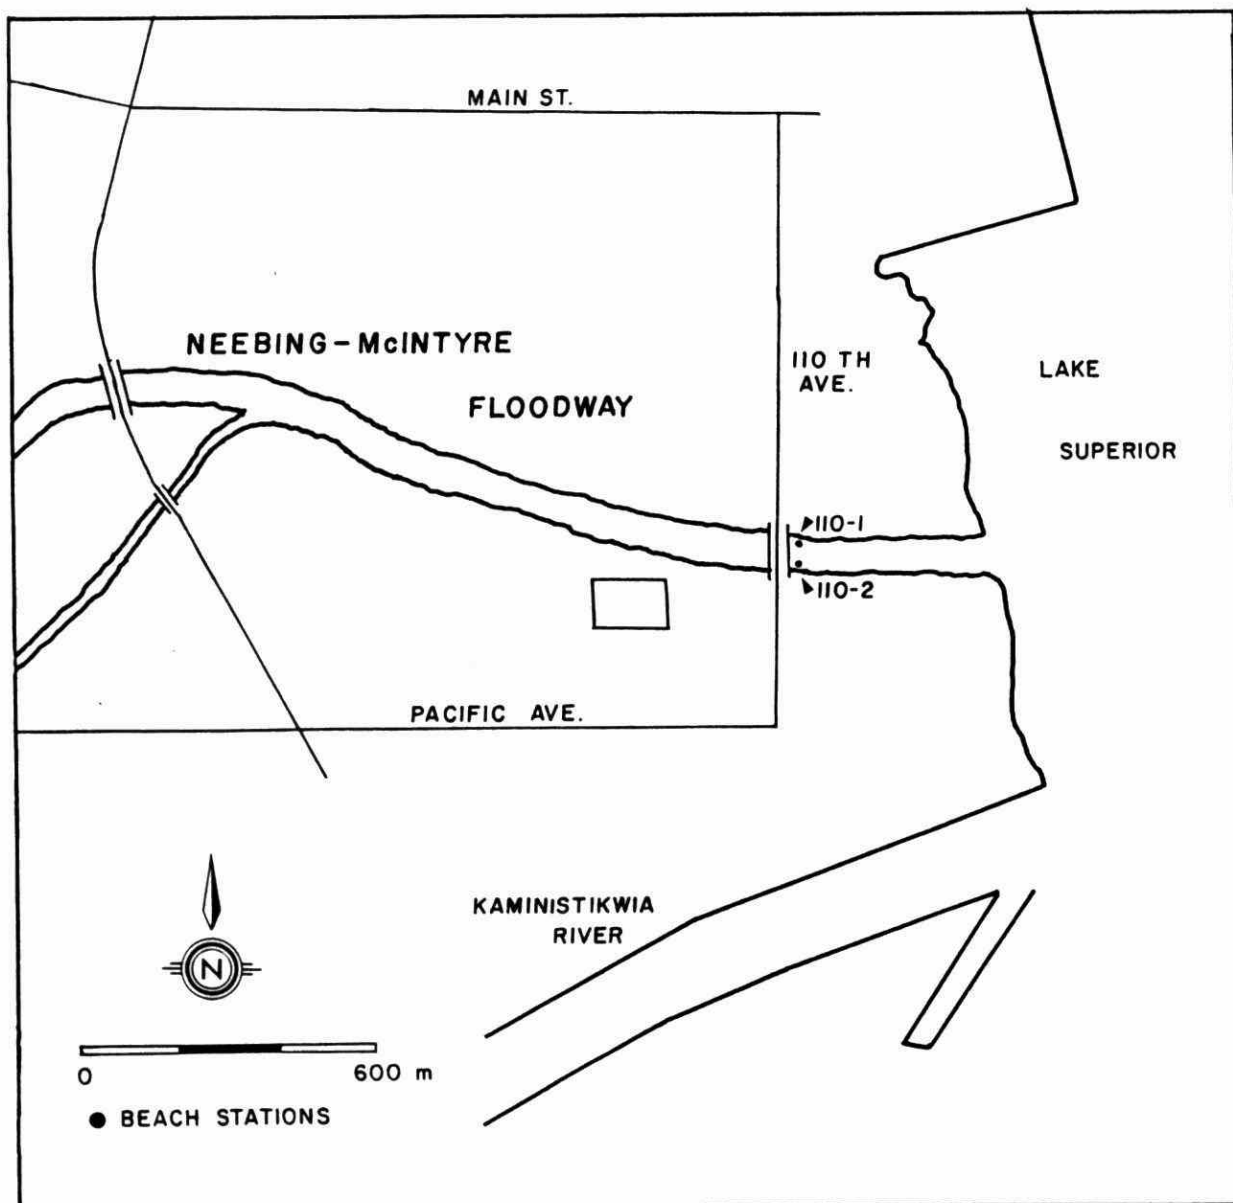 MAIN ST.
NEEBING-McINTYRE
FLOODWAY
110 TH
AVE.
LAKE
SUPERIOR
110-1
110-2
PACIFIC AVE.
KAMINISTIKWIA
RIVER
N
0 600 m
BEACH STATIONS